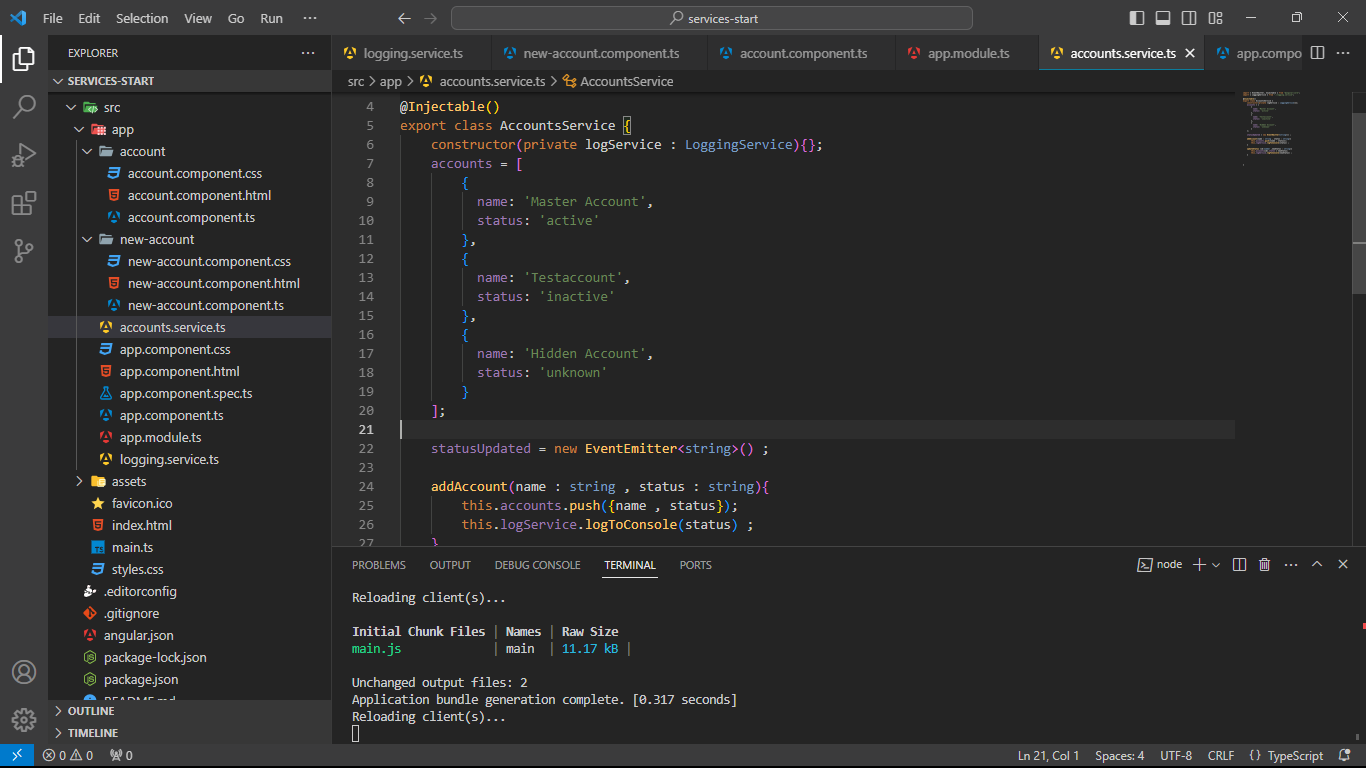 File Edit Selection View Go Run ··· services-start
EXPLORER ···
SERVICES-START
src
app
account
account.component.css
account.component.html
account.component.ts
new-account
new-account.component.css
new-account.component.html
new-account.component.ts
accounts.service.ts
app.component.css
app.component.html
app.component.spec.ts
app.component.ts
app.module.ts
logging.service.ts
assets
favicon.ico
index.html
main.ts
styles.css
.editorconfig
.gitignore
angular.json
package-lock.json
package.json
README.md
OUTLINE
TIMELINE
logging.service.ts new-account.component.ts account.component.ts app.module.ts accounts.service.ts app.compo
src > app > accounts.service.ts > AccountsService
4 @Injectable()
5 export class AccountsService {
6 constructor(private logService : LoggingService){};
7 accounts = [
8 {
9 name: 'Master Account',
10 status: 'active'
11 },
12 {
13 name: 'Testaccount',
14 status: 'inactive'
15 },
16 {
17 name: 'Hidden Account',
18 status: 'unknown'
19 }
20 ];
21
22 statusUpdated = new EventEmitter<string>() ;
23
24 addAccount(name : string , status : string){
25 this.accounts.push({name , status});
26 this.logService.logToConsole(status) ;
27 }
PROBLEMS OUTPUT DEBUG CONSOLE TERMINAL PORTS node
Reloading client(s)...
Initial Chunk Files | Names | Raw Size
main.js | main | 11.17 kB |
Unchanged output files: 2
Application bundle generation complete. [0.317 seconds]
Reloading client(s)...
0 0 0 Ln 21, Col 1 Spaces: 4 UTF-8 CRLF {} TypeScript